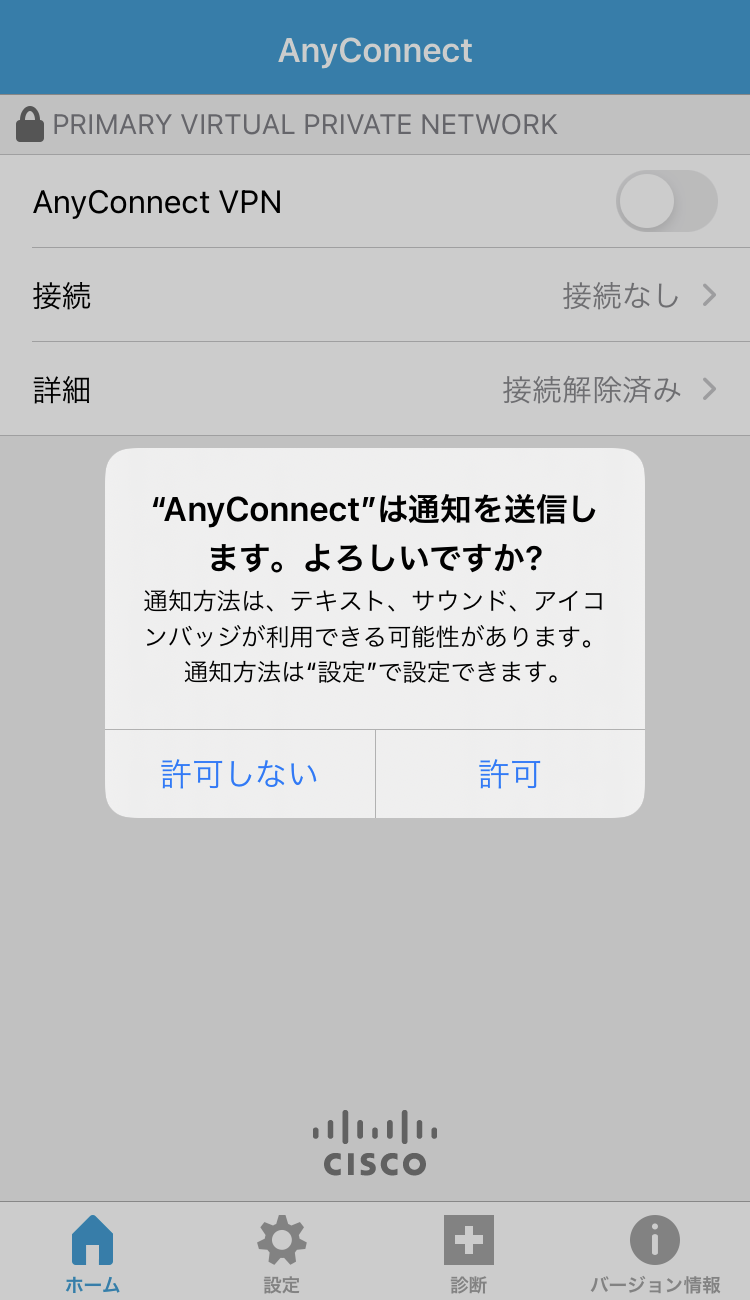 AnyConnect
PRIMARY VIRTUAL PRIVATE NETWORK
AnyConnect VPN
接続 接続なし
詳細 接続解除済み
“AnyConnect”は通知を送信し
ます。よろしいですか?
通知方法は、テキスト、サウンド、アイコ
ンバッジが利用できる可能性があります。
通知方法は“設定”で設定できます。
許可しない 許可
CISCO
ホーム 設定 診断 バージョン情報